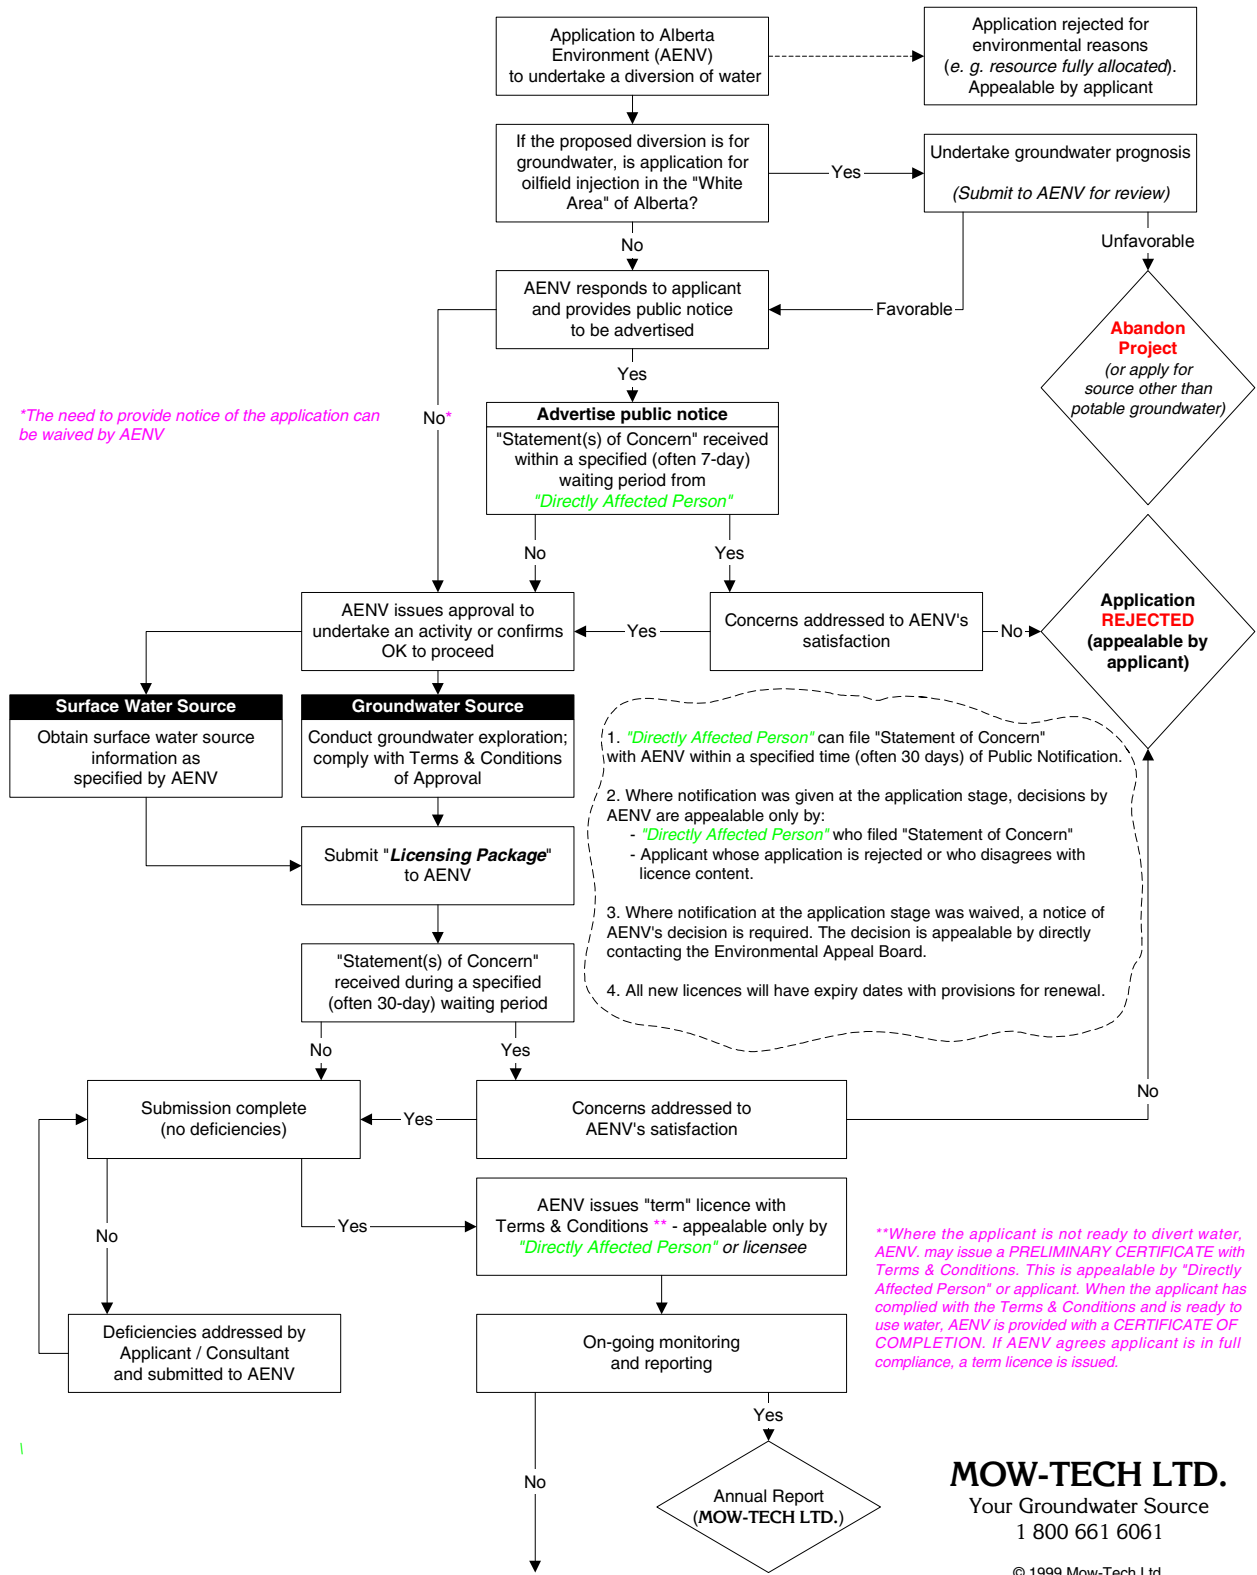 Application to Alberta
Environment (AENV)
to undertake a diversion of water
Application rejected for
environmental reasons
(e. g. resource fully allocated).
Appealable by applicant
If the proposed diversion is for
groundwater, is application for
oilfield injection in the "White
Area" of Alberta?
Yes
Undertake groundwater prognosis
(Submit to AENV for review)
No
Unfavorable
AENV responds to applicant
and provides public notice
to be advertised
Favorable
Abandon
Project
(or apply for
source other than
potable groundwater)
Yes
*The need to provide notice of the application can
be waived by AENV
No*
Advertise public notice
"Statement(s) of Concern" received
within a specified (often 7-day)
waiting period from
"Directly Affected Person"
No
Yes
AENV issues approval to
undertake an activity or confirms
OK to proceed
Yes
Concerns addressed to AENV's
satisfaction
No
Application
REJECTED
(appealable by
applicant)
Surface Water Source
Obtain surface water source
information as
specified by AENV
Groundwater Source
Conduct groundwater exploration;
comply with Terms & Conditions
of Approval
1. "Directly Affected Person" can file "Statement of Concern"
with AENV within a specified time (often 30 days) of Public Notification.
2. Where notification was given at the application stage, decisions by
AENV are appealable only by:
- "Directly Affected Person" who filed "Statement of Concern"
- Applicant whose application is rejected or who disagrees with
licence content.
3. Where notification at the application stage was waived, a notice of
AENV's decision is required. The decision is appealable by directly
contacting the Environmental Appeal Board.
4. All new licences will have expiry dates with provisions for renewal.
Submit "Licensing Package"
to AENV
"Statement(s) of Concern"
received during a specified
(often 30-day) waiting period
No
Yes
No
Submission complete
(no deficiencies)
Yes
Concerns addressed to
AENV's satisfaction
No
Yes
AENV issues "term" licence with
Terms & Conditions ** - appealable only by
"Directly Affected Person" or licensee
**Where the applicant is not ready to divert water,
AENV. may issue a PRELIMINARY CERTIFICATE with
Terms & Conditions. This is appealable by "Directly
Affected Person" or applicant. When the applicant has
complied with the Terms & Conditions and is ready to
use water, AENV is provided with a CERTIFICATE OF
COMPLETION. If AENV agrees applicant is in full
compliance, a term licence is issued.
Deficiencies addressed by
Applicant / Consultant
and submitted to AENV
On-going monitoring
and reporting
Yes
\
No
Annual Report
(MOW-TECH LTD.)
MOW-TECH LTD.
Your Groundwater Source
1 800 661 6061
© 1999 Mow-Tech Ltd.